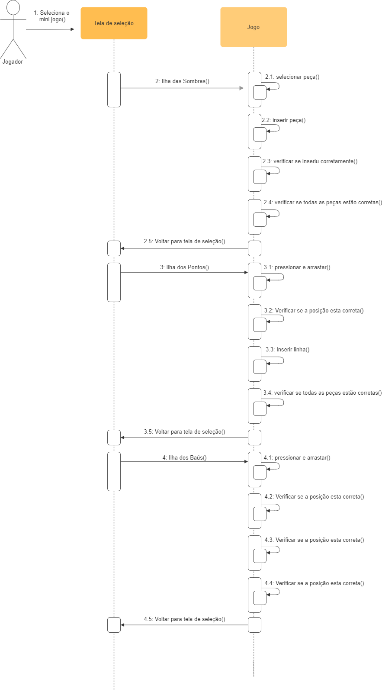 1: Seleciona o
mini jogo()
Tela de seleção
Jogo
Jogador
2: Ilha das Sombras()
2.1: selecionar peça()
2.2: inserir peça()
2.3: verificar se inseriu corretamente()
2.4: verificar se todas as peças estão corretas()
2.5: Voltar para tela de seleção()
3: Ilha dos Pontos()
3.1: pressionar e arrastar()
3.2: Verificar se a posição esta correta()
3.3: Inserir linha()
3.4: verificar se todas as peças estão corretas()
3.5: Voltar para tela de seleção()
4: Ilha dos Baús()
4.1: pressionar e arrastar()
4.2: Verificar se a posição esta correta()
4.3: Verificar se a posição esta correta()
4.4: Verificar se a posição esta correta()
4.5: Voltar para tela de seleção()